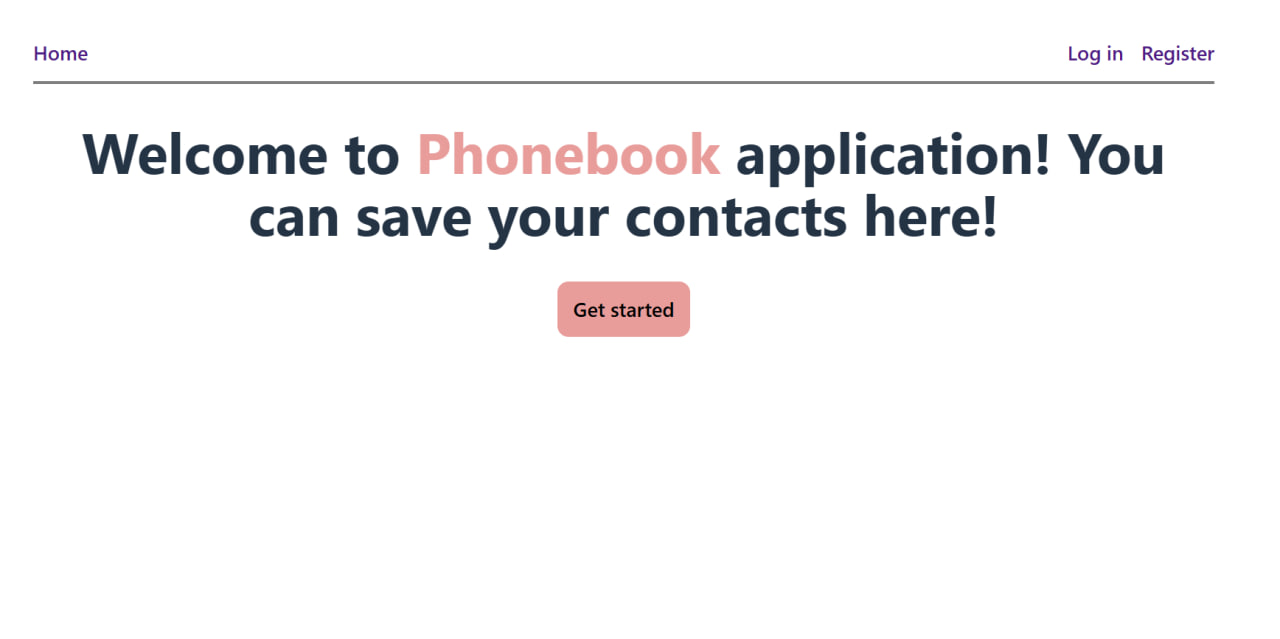 Home
Log in Register
Welcome to Phonebook application! You
can save your contacts here!
Get started